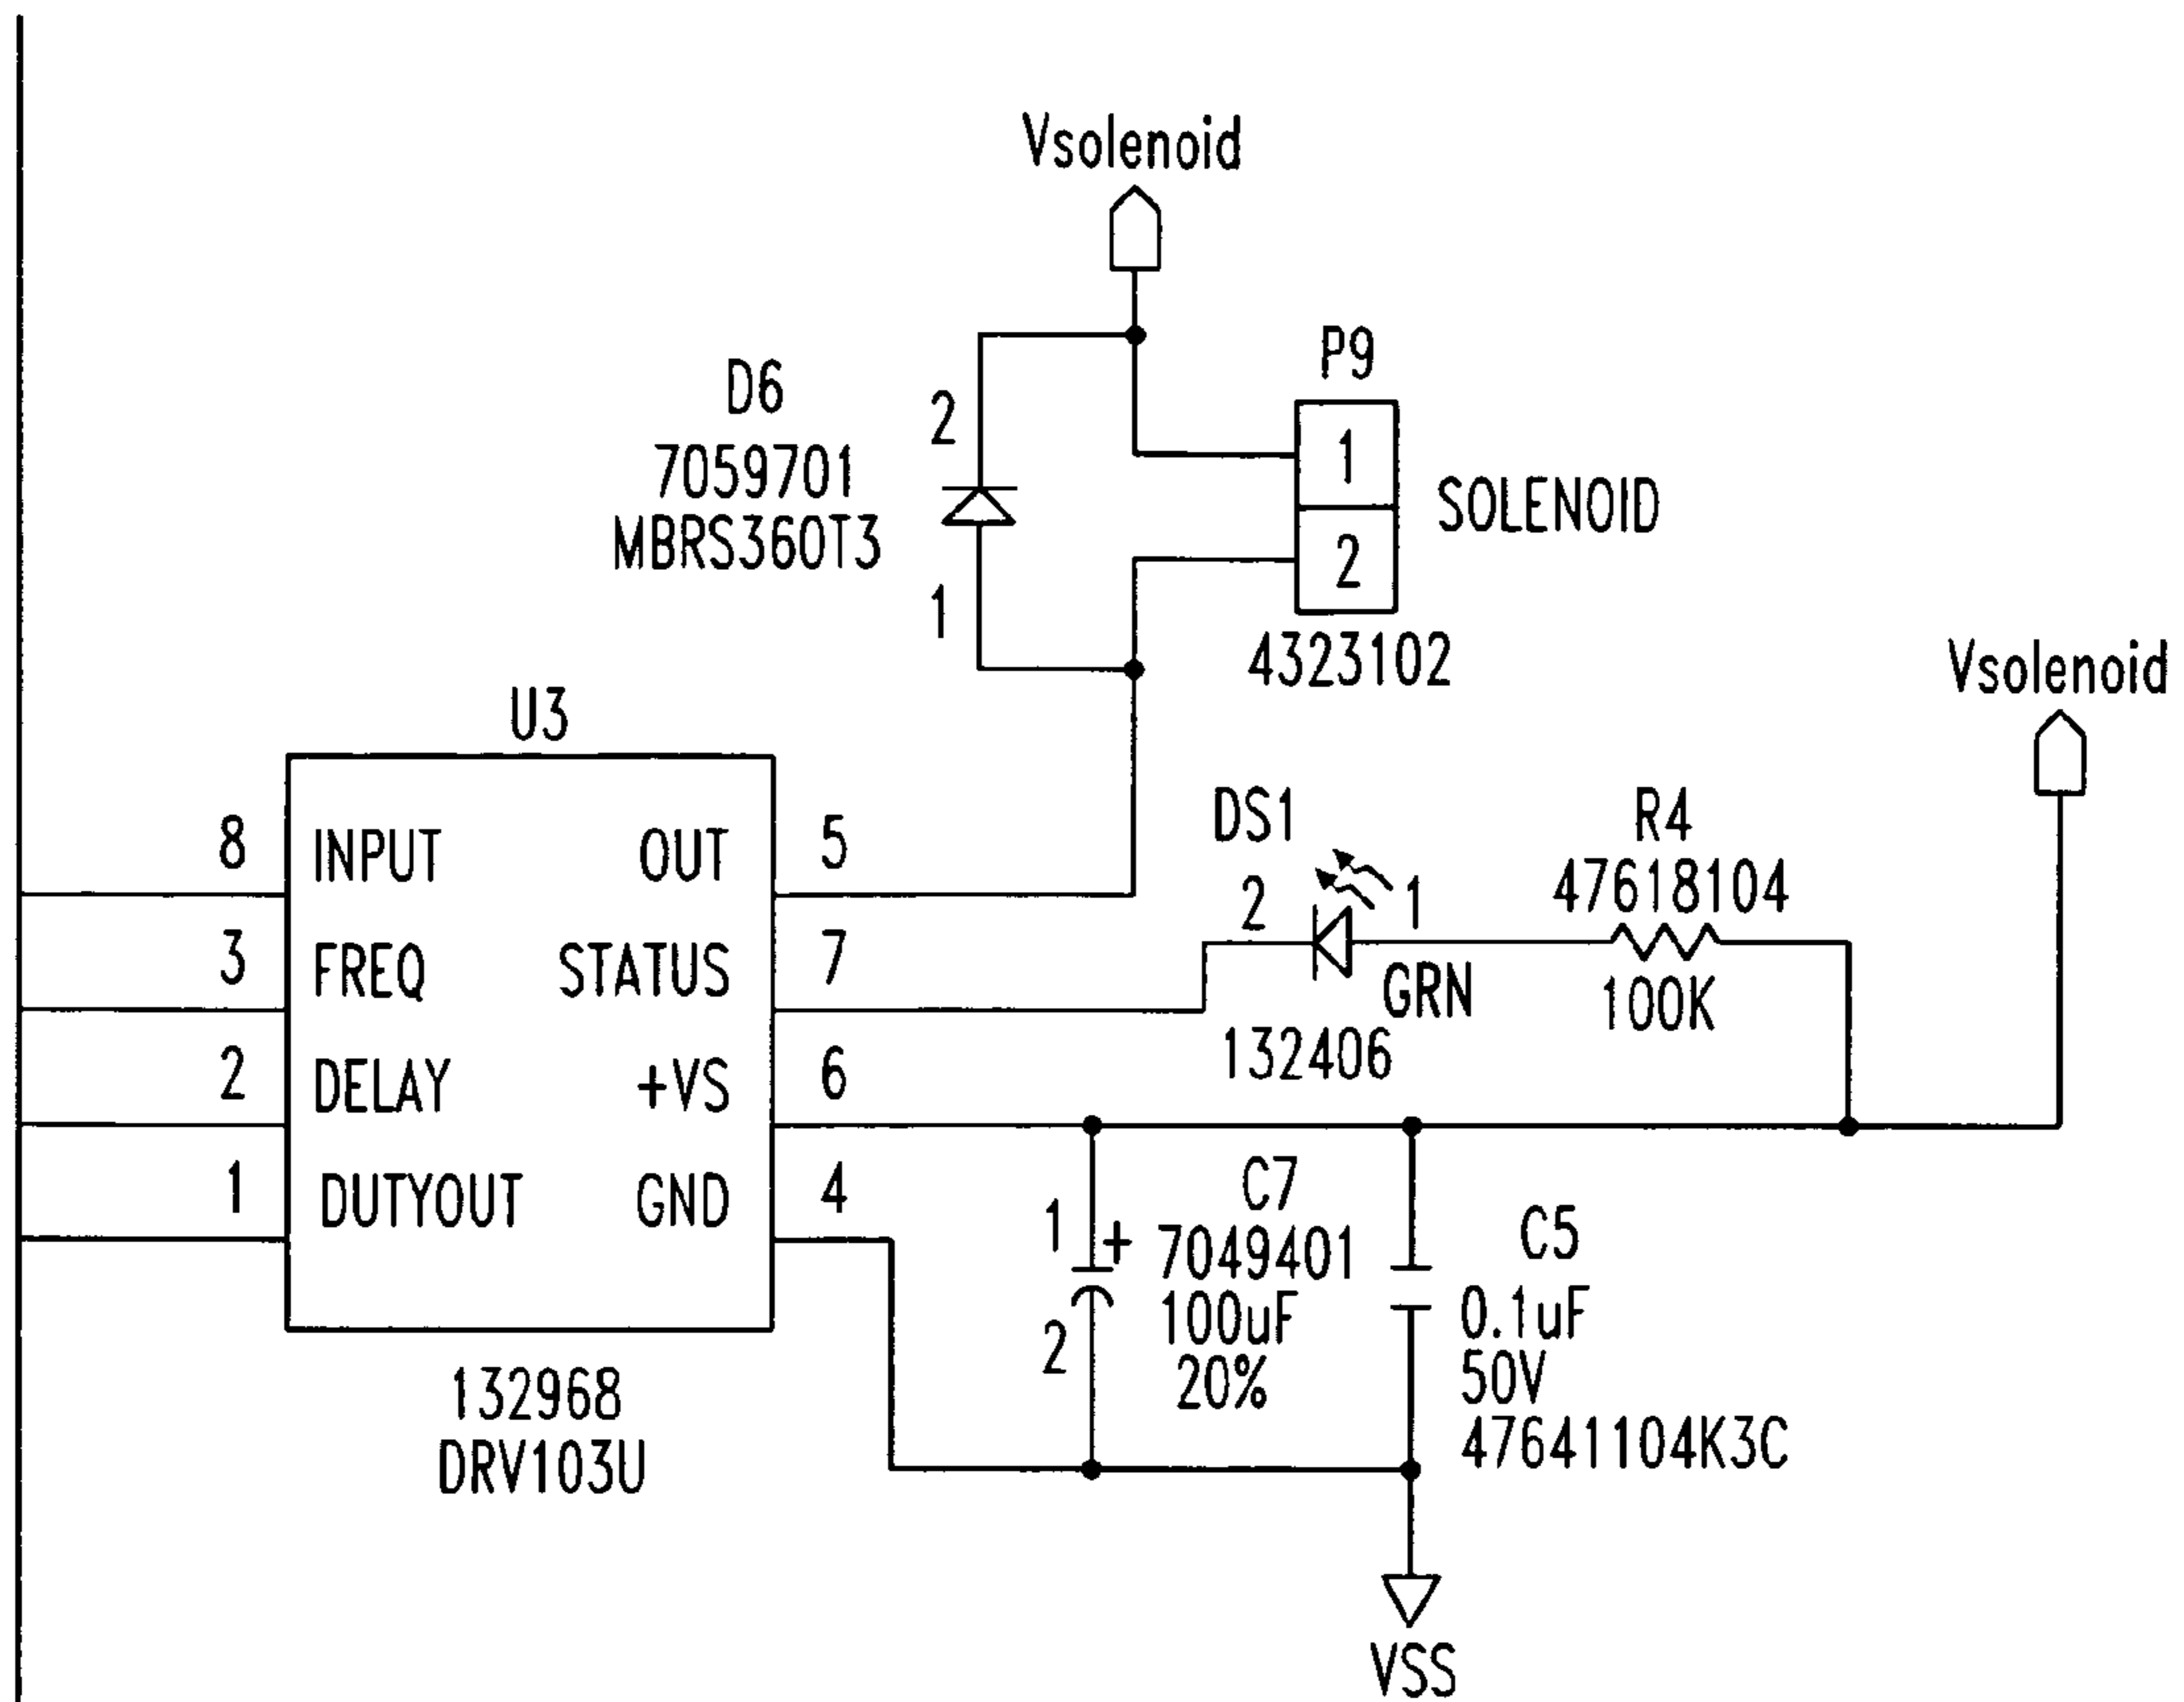 Vsolenoid
D6
7059701
MBRS360T3
2
1
P9
1
2
SOLENOID
4323102
Vsolenoid
U3
8
INPUT
OUT
5
3
FREQ
STATUS
7
2
DELAY
+VS
6
1
DUTYOUT
GND
4
132968
DRV103U
DS1
2
1
GRN
132406
R4
47618104
100K
C7
1
+
7049401
100uF
2
20%
C5
0.1uF
50V
47641104K3C
VSS